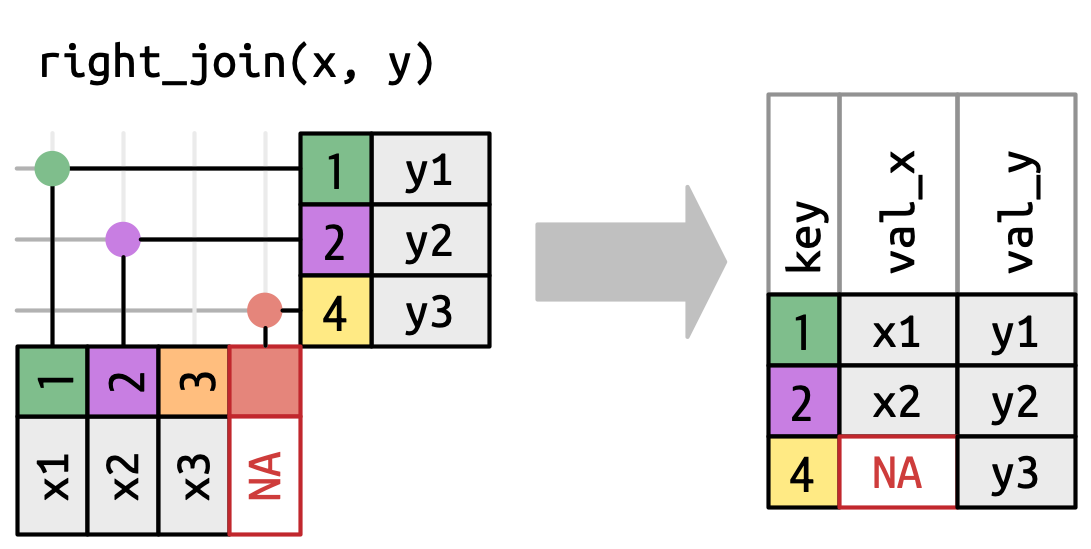 right_join(x, y)
1 y1
2 y2
4 y3
1 2 3
x1 x2 x3 NA
key val_x val_y
1 x1 y1
2 x2 y2
4 NA y3